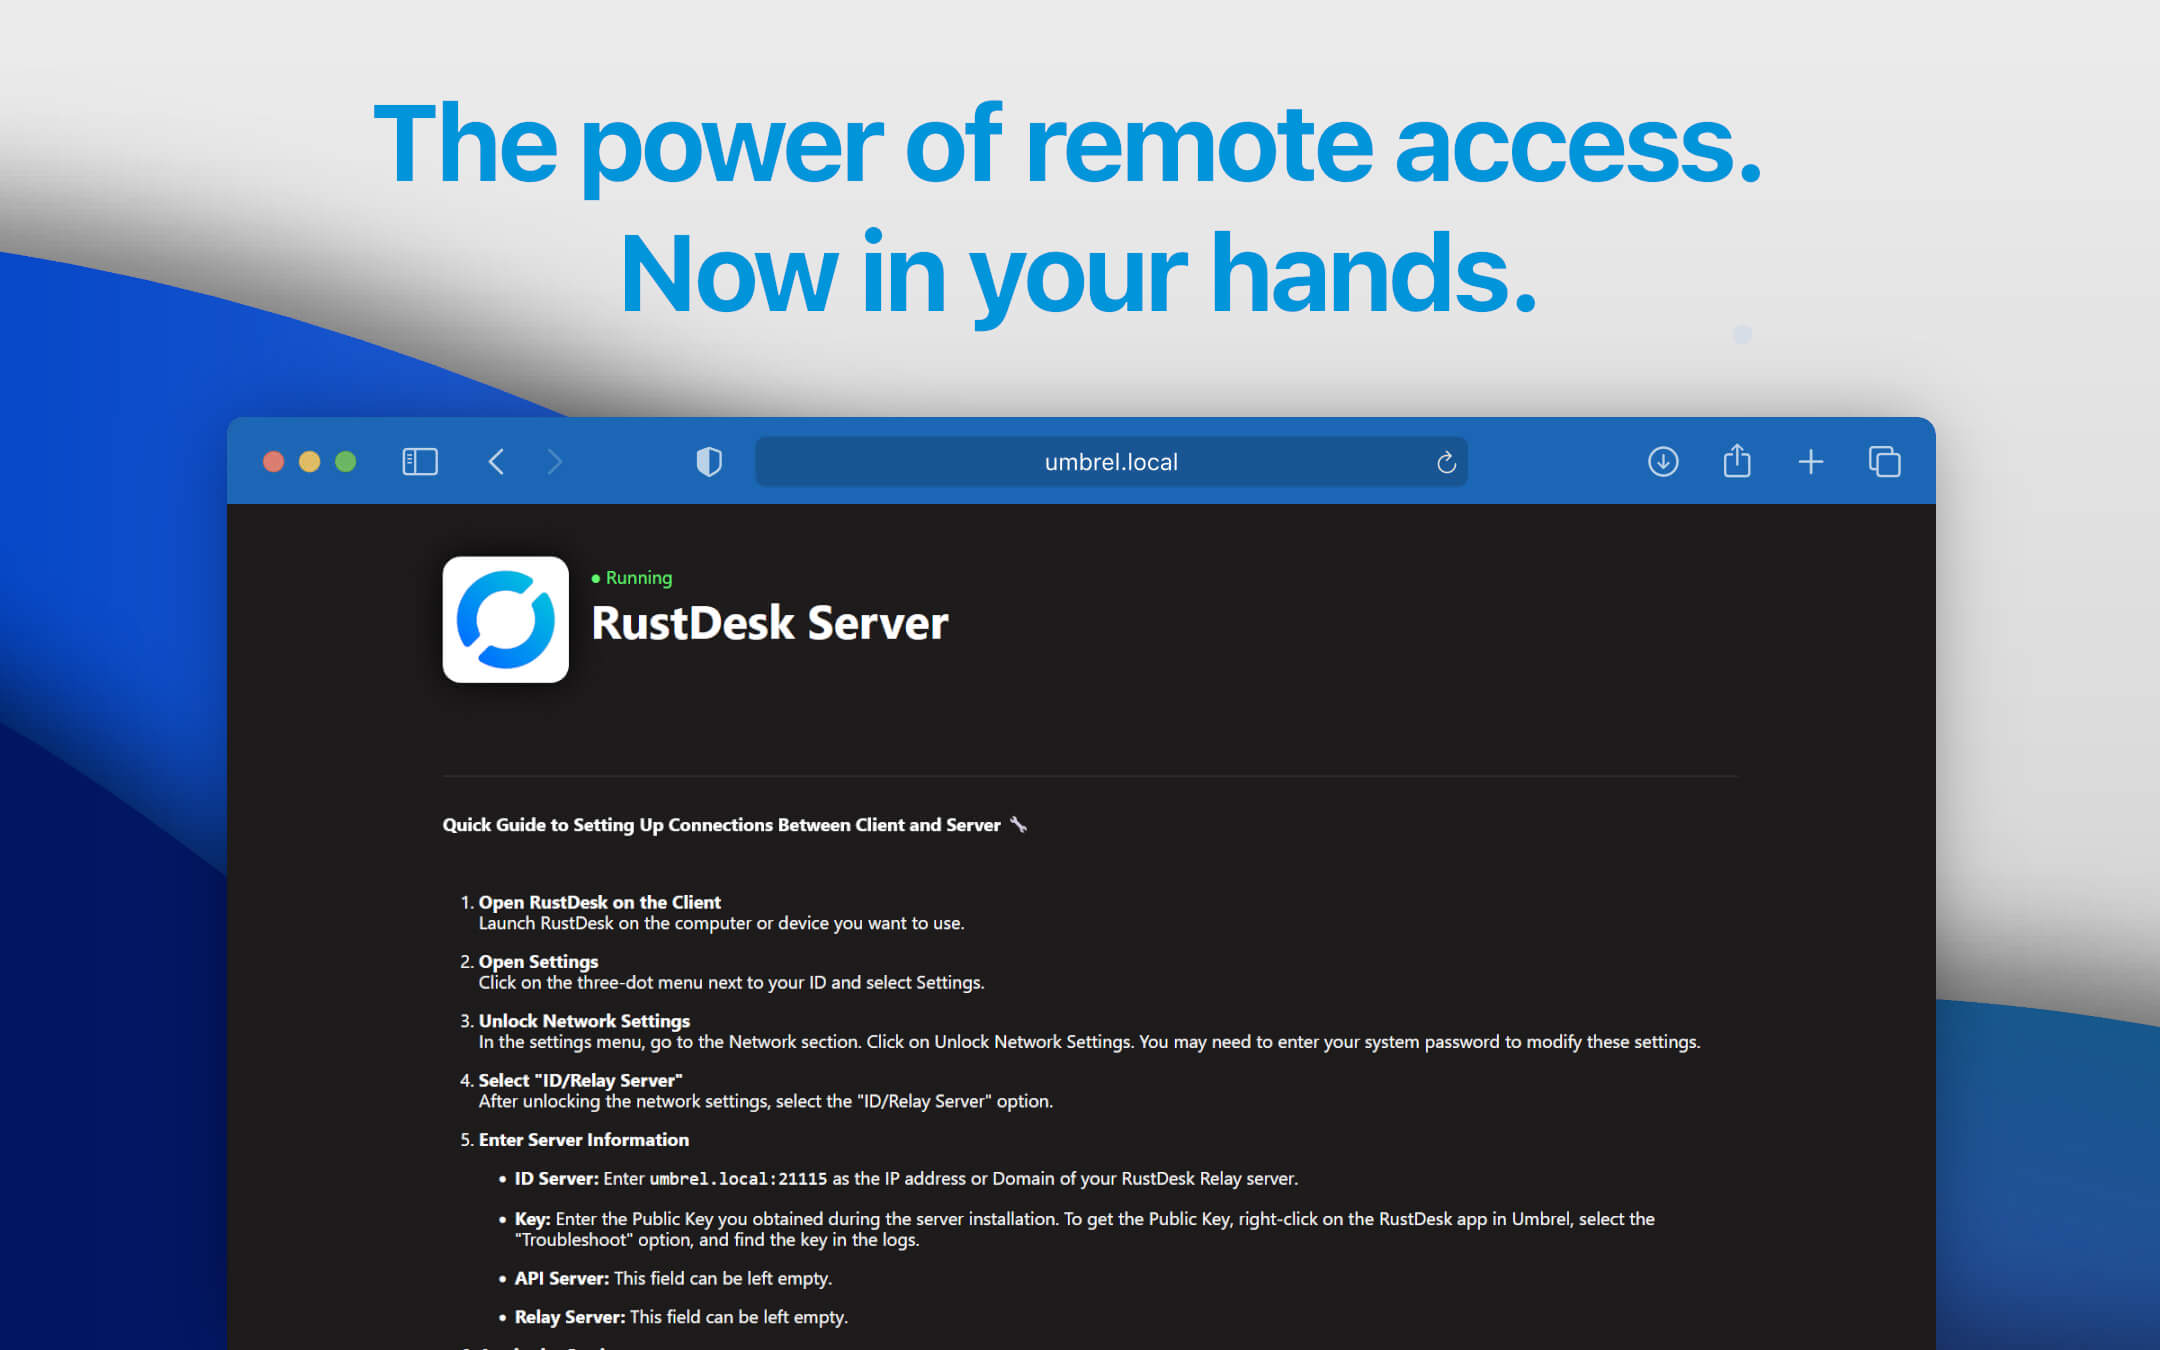 The power of remote access.
Now in your hands.
umbrel.local
Running
RustDesk Server
Quick Guide to Setting Up Connections Between Client and Server
1. Open RustDesk on the Client
Launch RustDesk on the computer or device you want to use.
2. Open Settings
Click on the three-dot menu next to your ID and select Settings.
3. Unlock Network Settings
In the settings menu, go to the Network section. Click on Unlock Network Settings. You may need to enter your system password to modify these settings.
4. Select "ID/Relay Server"
After unlocking the network settings, select the "ID/Relay Server" option.
5. Enter Server Information
• ID Server: Enter umbrel.local:21115 as the IP address or Domain of your RustDesk Relay server.
• Key: Enter the Public Key you obtained during the server installation. To get the Public Key, right-click on the RustDesk app in Umbrel, select the
"Troubleshoot" option, and find the key in the logs.
• API Server: This field can be left empty.
• Relay Server: This field can be left empty.